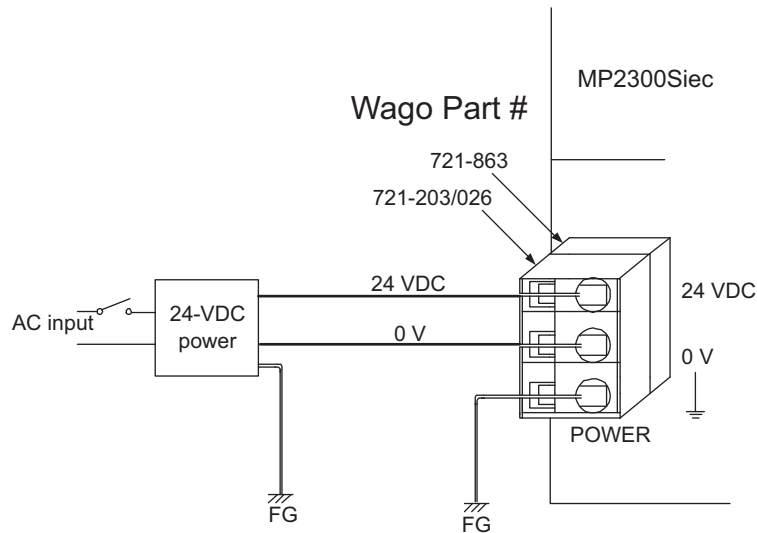 MP2300Siec
Wago Part #
721-863
721-203/026
24 VDC
24 VDC
AC input
24-VDC
power
0 V
0 V
POWER
FG
FG